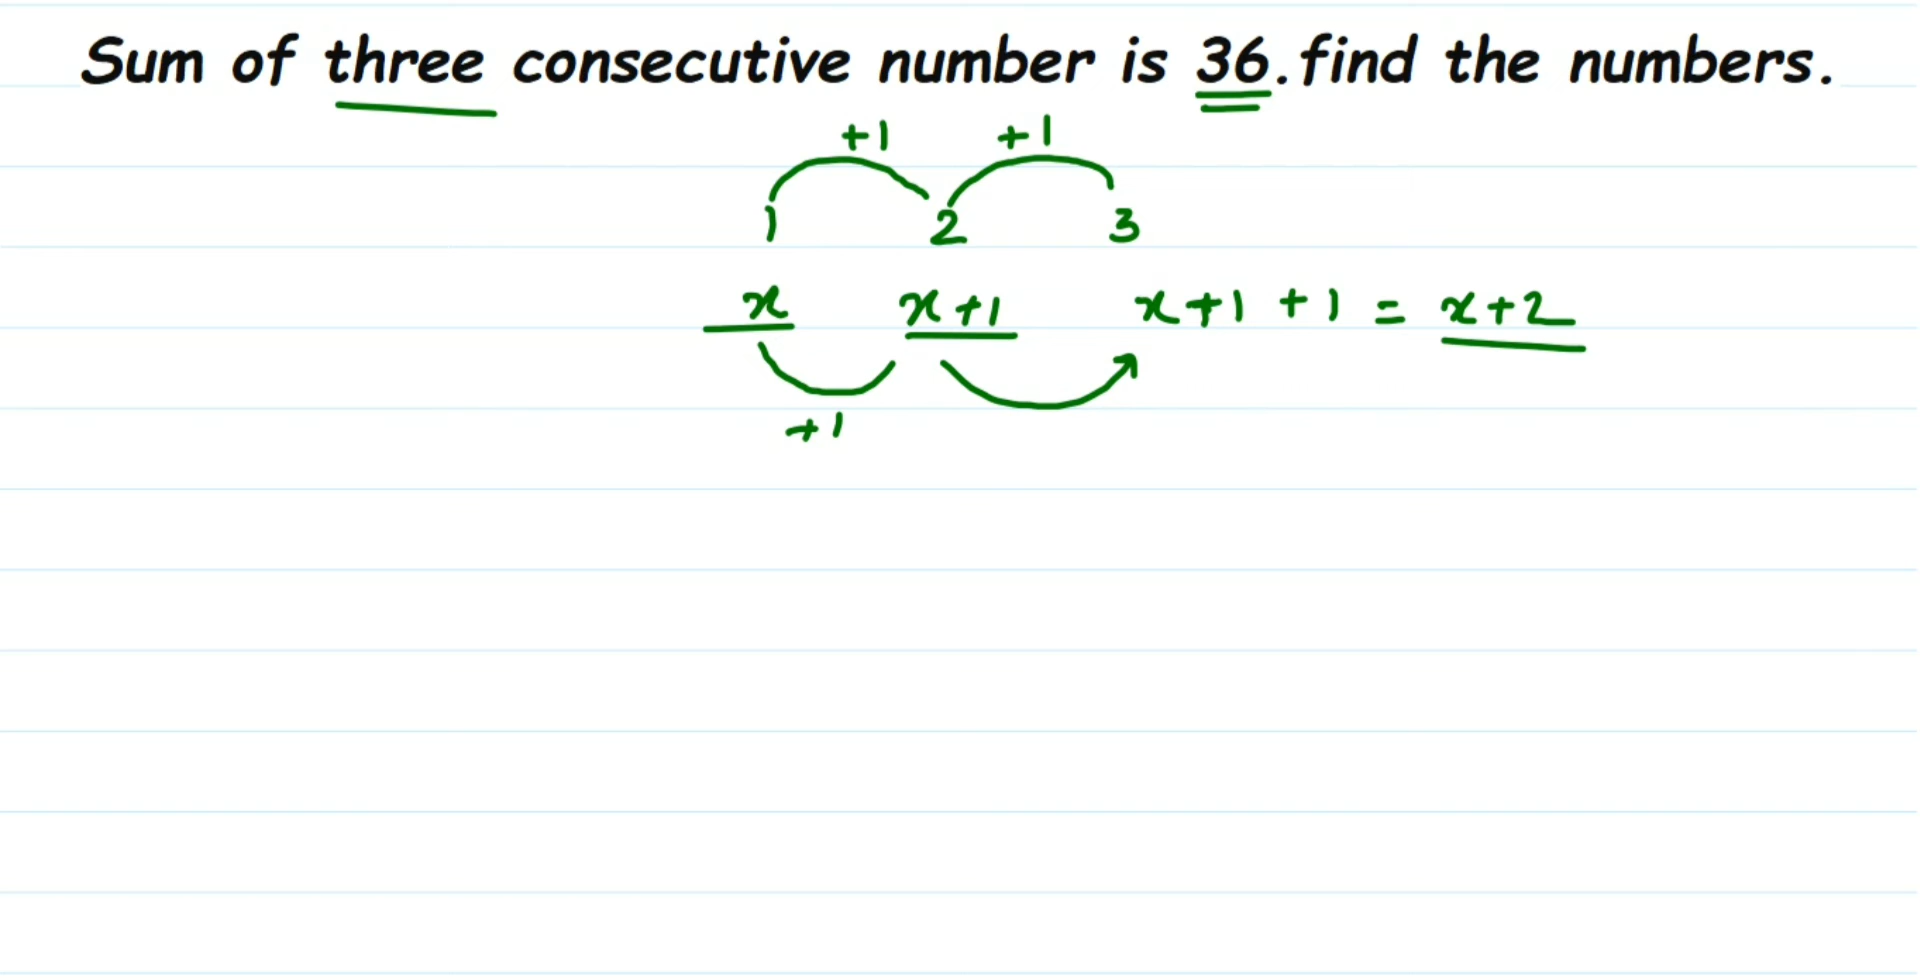 Sum of three consecutive number is 36.find the numbers.
+1 +1
1 2 3
x x+1 x+1 +1 = x+2
+1